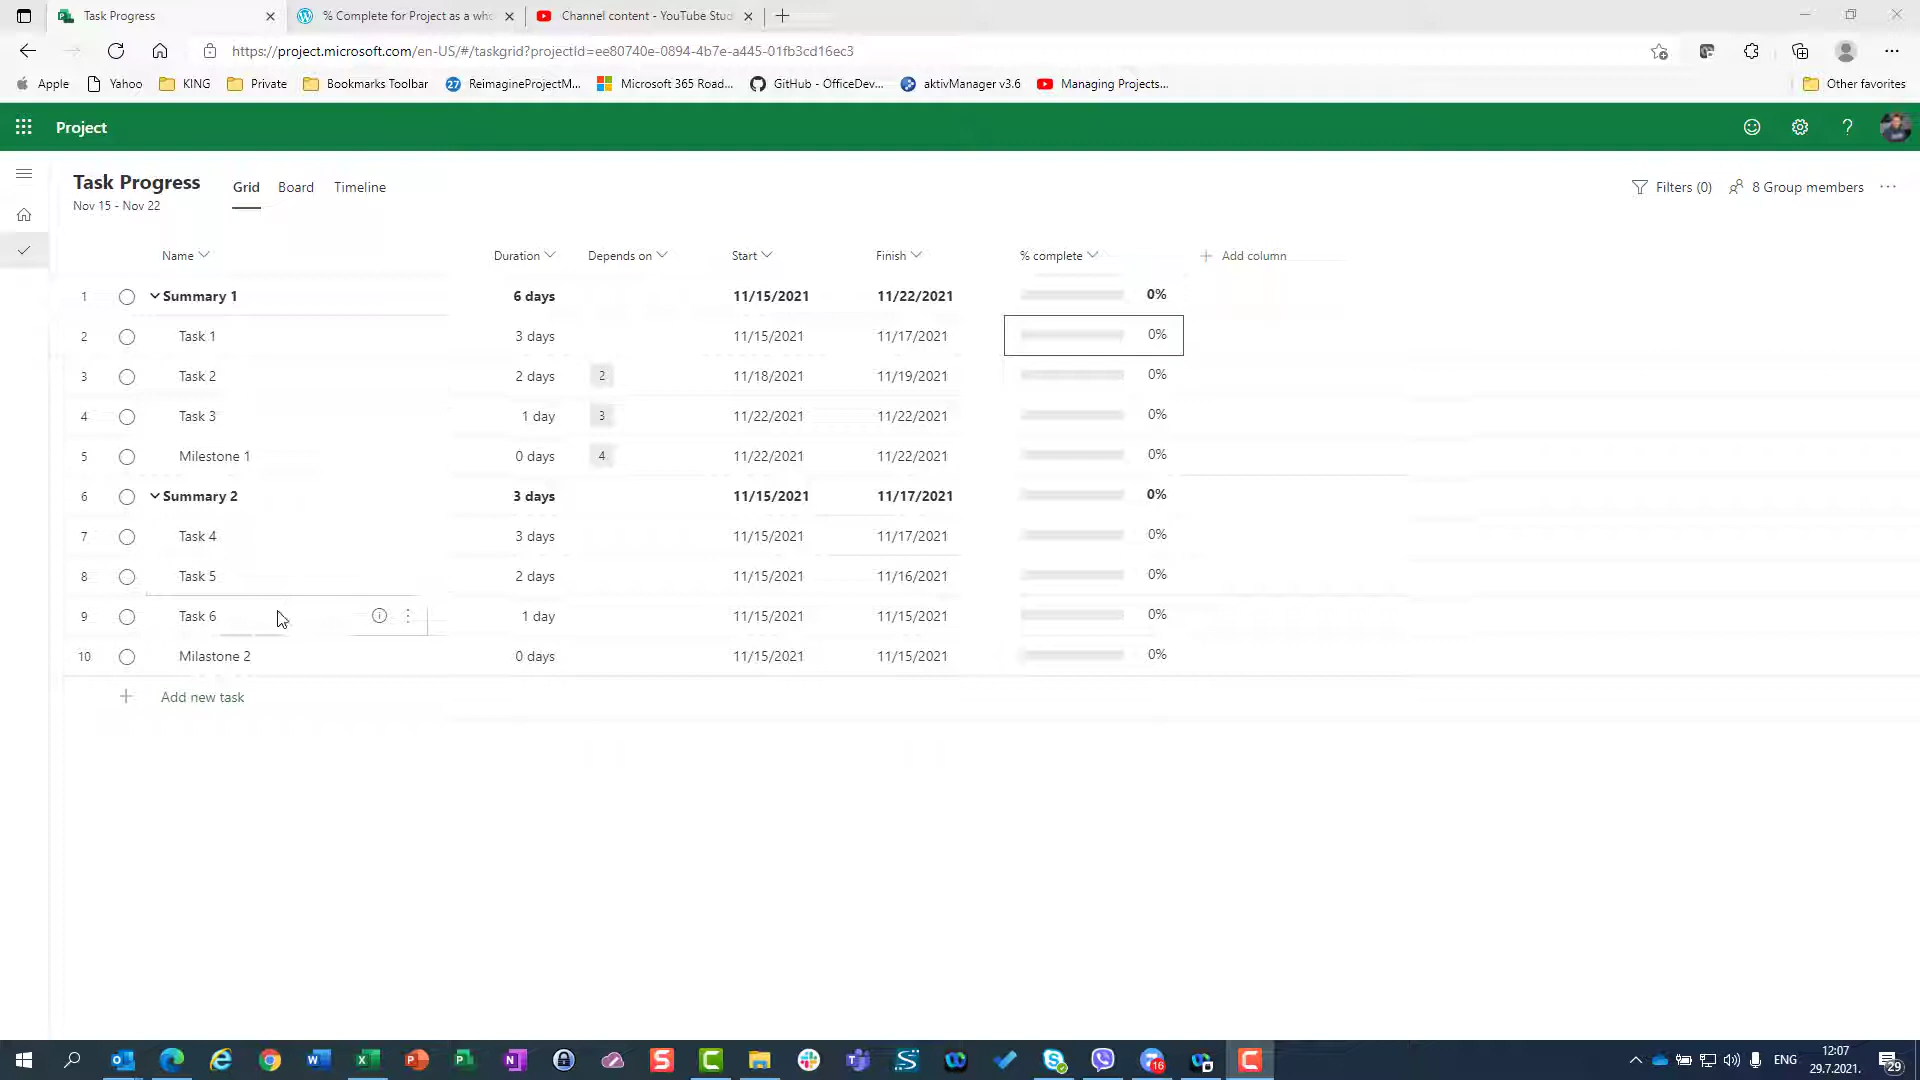 Task Progress
% Complete for Project as a who
Channel content - YouTube Stud
https://project.microsoft.com/en-US/#/taskgrid?projectId=ee80740e-0894-4b7e-a445-01fb3cd16ec3
Apple Yahoo KING Private Bookmarks Toolbar 27 ReimagineProjectM... Microsoft 365 Road... GitHub - OfficeDev... aktivManager v3.6 Managing Projects... Other favorites
Project
Task Progress
Nov 15 - Nov 22
Grid Board Timeline
Filters (0) 8 Group members
Name Duration Depends on Start Finish % complete Add column
1 Summary 1 6 days 11/15/2021 11/22/2021 0%
2 Task 1 3 days 11/15/2021 11/17/2021 0%
3 Task 2 2 days 2 11/18/2021 11/19/2021 0%
4 Task 3 1 day 3 11/22/2021 11/22/2021 0%
5 Milestone 1 0 days 4 11/22/2021 11/22/2021 0%
6 Summary 2 3 days 11/15/2021 11/17/2021 0%
7 Task 4 3 days 11/15/2021 11/17/2021 0%
8 Task 5 2 days 11/15/2021 11/16/2021 0%
9 Task 6 1 day 11/15/2021 11/15/2021 0%
10 Milastone 2 0 days 11/15/2021 11/15/2021 0%
Add new task
16
ENG
12:07
29.7.2021.
29